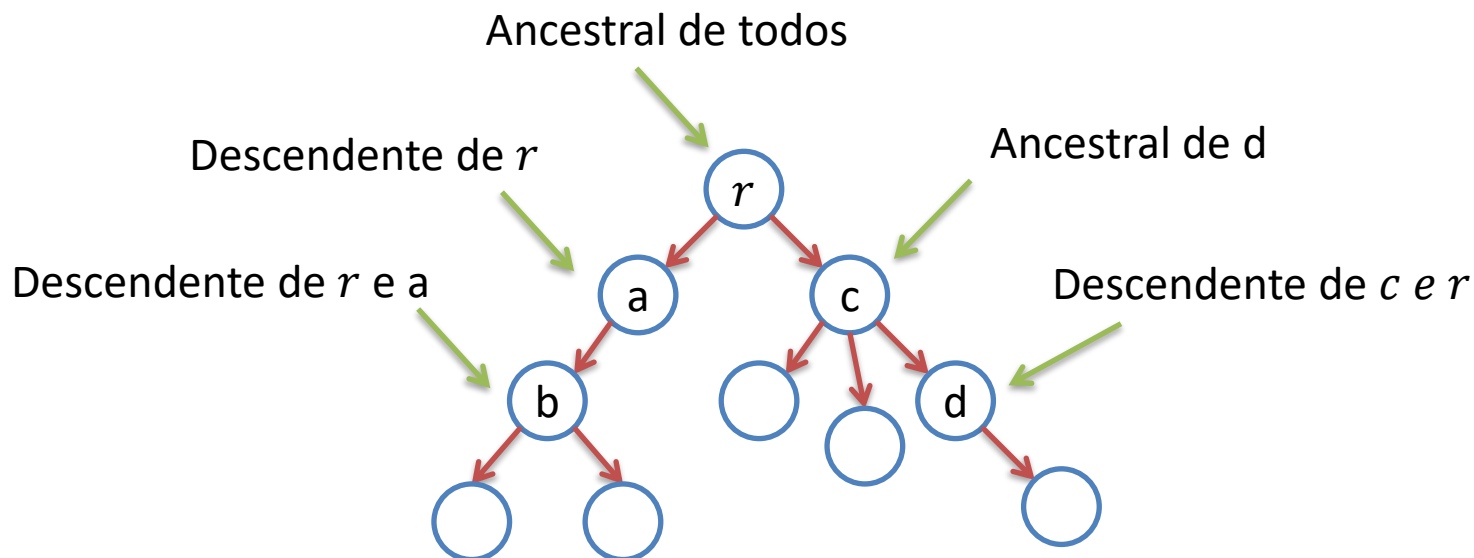 Ancestral de todos
Descendente de r
Ancestral de d
r
Descendente de r e a
a
c
Descendente de c e r
b
d